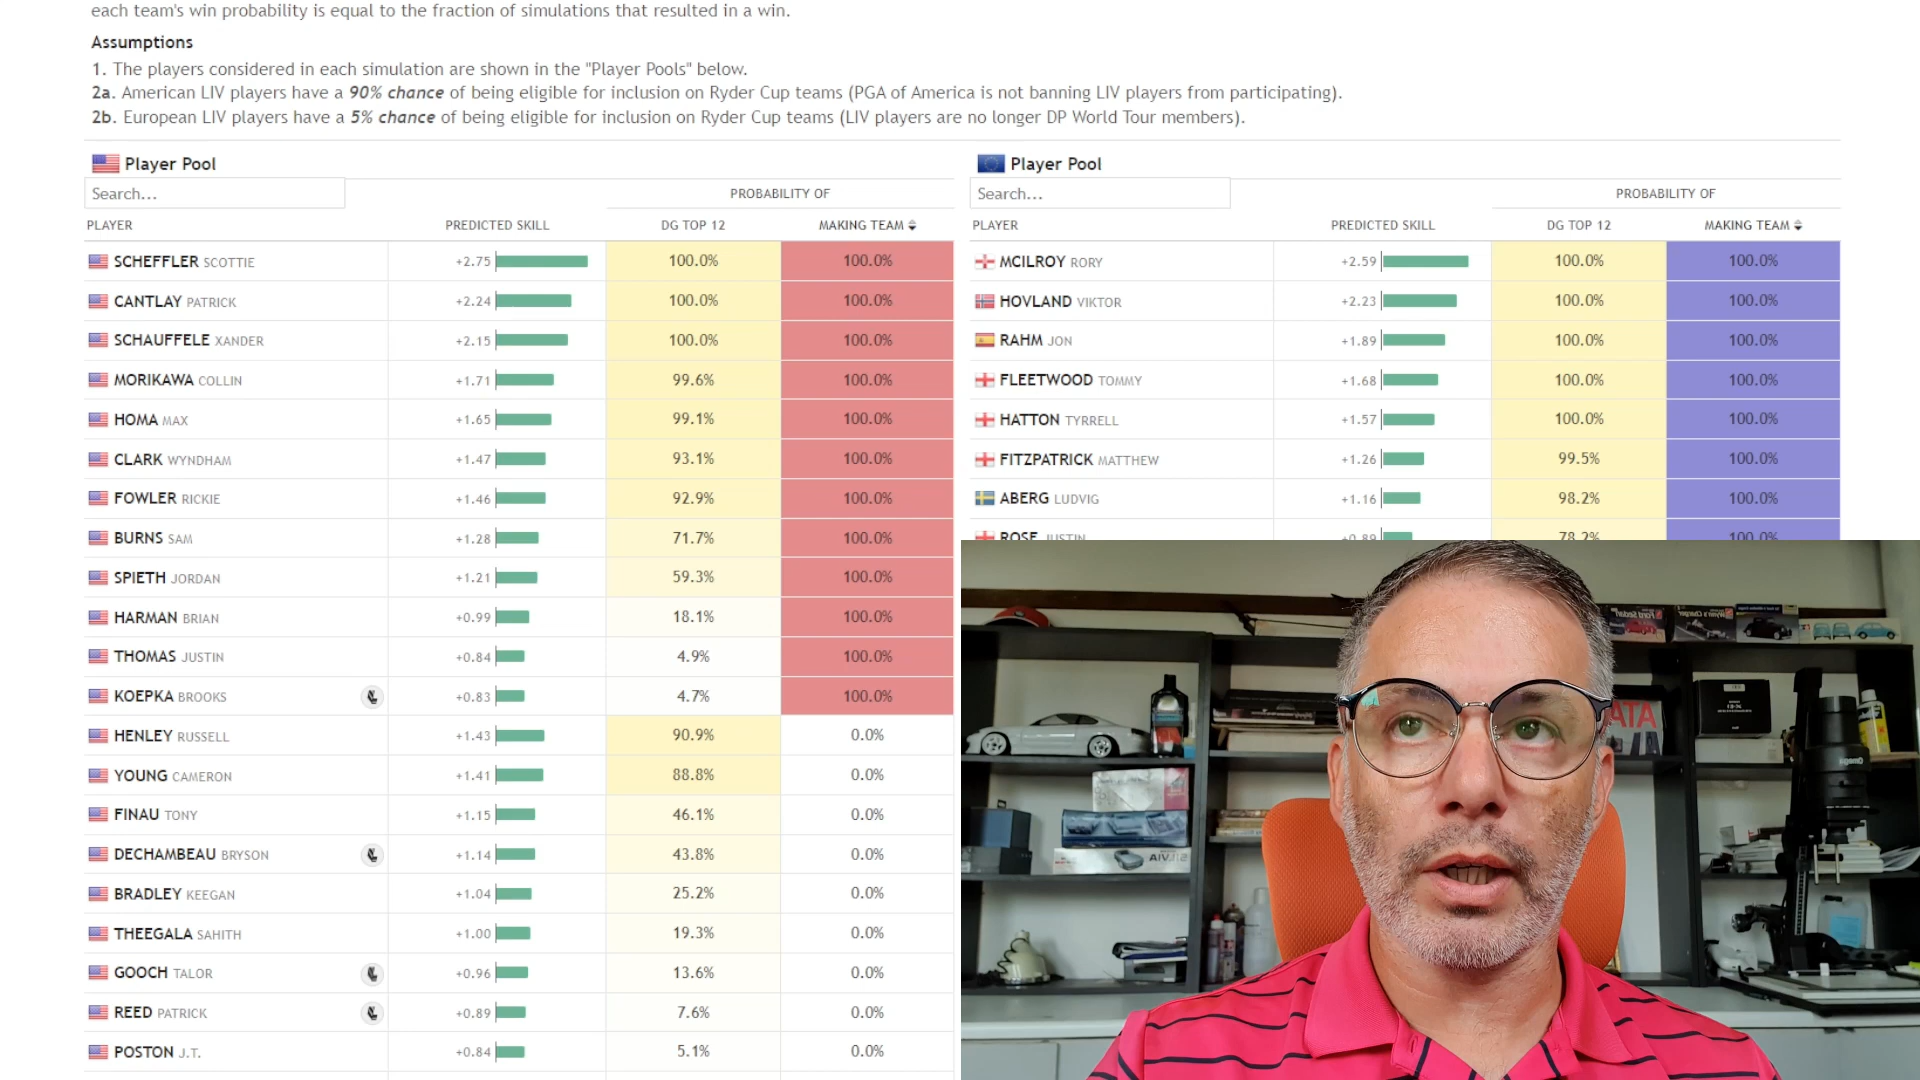 each team's win probability is equal to the fraction of simulations that resulted in a win.
Assumptions
1. The players considered in each simulation are shown in the "Player Pools" below.
2a. American LIV players have a 90% chance of being eligible for inclusion on Ryder Cup teams (PGA of America is not banning LIV players from participating).
2b. European LIV players have a 5% chance of being eligible for inclusion on Ryder Cup teams (LIV players are no longer DP World Tour members).
Player Pool
Search...
PROBABILITY OF
PLAYER PREDICTED SKILL DG TOP 12 MAKING TEAM
SCHEFFLER SCOTTIE +2.75 100.0% 100.0%
CANTLAY PATRICK +2.24 100.0% 100.0%
SCHAUFFELE XANDER +2.15 100.0% 100.0%
MORIKAWA COLLIN +1.71 99.6% 100.0%
HOMA MAX +1.65 99.1% 100.0%
CLARK WYNDHAM +1.47 93.1% 100.0%
FOWLER RICKIE +1.46 92.9% 100.0%
BURNS SAM +1.28 71.7% 100.0%
SPIETH JORDAN +1.21 59.3% 100.0%
HARMAN BRIAN +0.99 18.1% 100.0%
THOMAS JUSTIN +0.84 4.9% 100.0%
KOEPKA BROOKS +0.83 4.7% 100.0%
HENLEY RUSSELL +1.43 90.9% 0.0%
YOUNG CAMERON +1.41 88.8% 0.0%
FINAU TONY +1.15 46.1% 0.0%
DECHAMBEAU BRYSON +1.14 43.8% 0.0%
BRADLEY KEEGAN +1.04 25.2% 0.0%
THEEGALA SAHITH +1.00 19.3% 0.0%
GOOCH TALOR +0.96 13.6% 0.0%
REED PATRICK +0.89 7.6% 0.0%
POSTON J.T. +0.84 5.1% 0.0%
Player Pool
Search...
PROBABILITY OF
PLAYER PREDICTED SKILL DG TOP 12 MAKING TEAM
MCILROY RORY +2.59 100.0% 100.0%
HOVLAND VIKTOR +2.23 100.0% 100.0%
RAHM JON +1.89 100.0% 100.0%
FLEETWOOD TOMMY +1.68 100.0% 100.0%
HATTON TYRRELL +1.57 100.0% 100.0%
FITZPATRICK MATTHEW +1.26 99.5% 100.0%
ABERG LUDVIG +1.16 98.2% 100.0%
ROSE JUSTIN +0.89 78.2% 100.0%